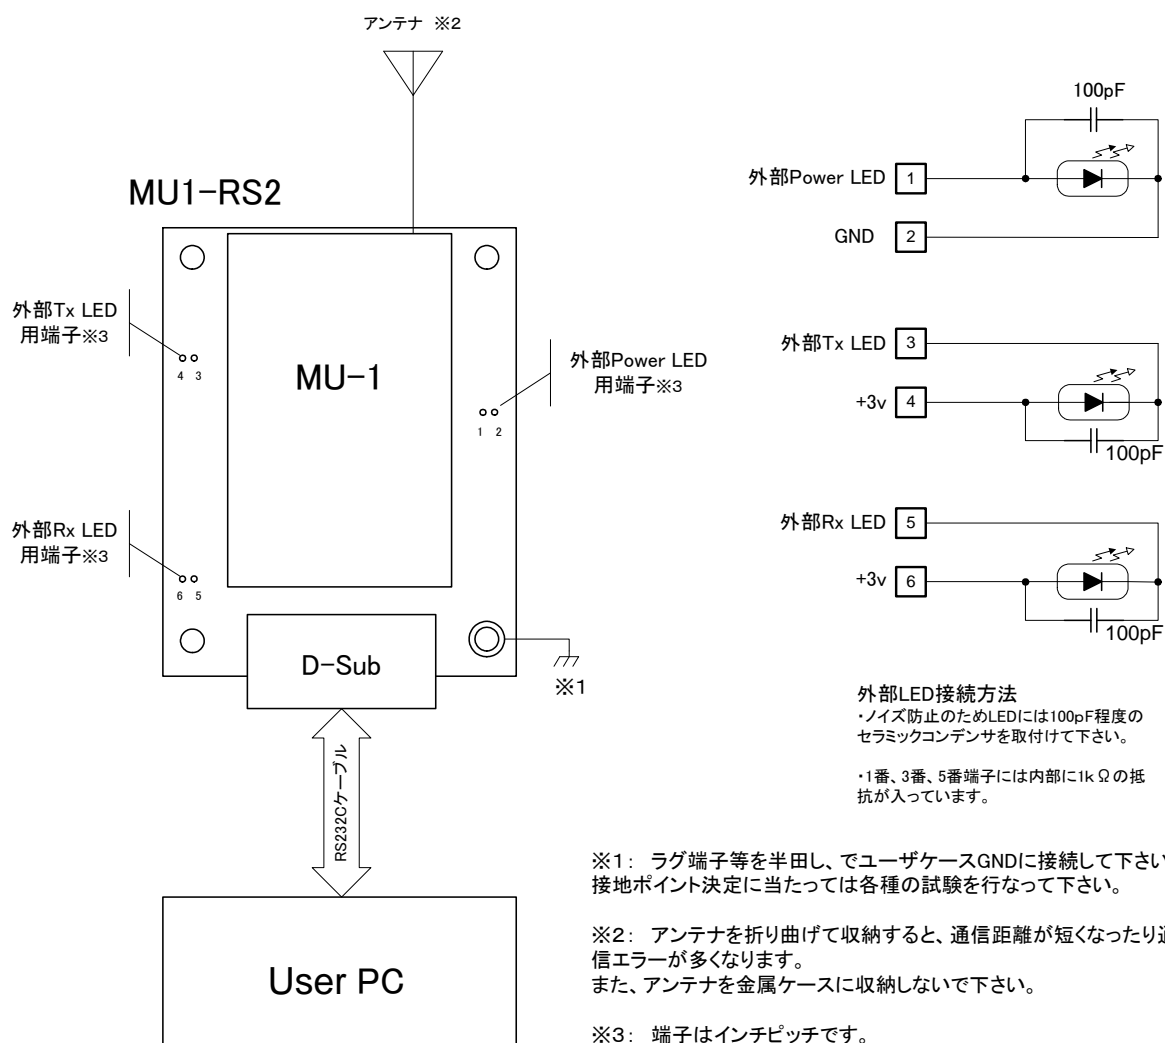 アンテナ ※2
MU1-RS2
外部Tx LED
用端子※3
4 3
MU-1
外部Power LED
用端子※3
1 2
外部Rx LED
用端子※3
6 5
D-Sub
※1
RS232Cケーブル
User PC
100pF
外部Power LED 1
GND 2
外部Tx LED 3
+3v 4
100pF
外部Rx LED 5
+3v 6
100pF
外部LED接続方法
・ノイズ防止のためLEDには100pF程度の
セラミックコンデンサを取付けて下さい。
・1番、3番、5番端子には内部に1kΩの抵
抗が入っています。
※1: ラグ端子等を半田し、でユーザケースGNDに接続して下さい
接地ポイント決定に当たっては各種の試験を行なって下さい。
※2: アンテナを折り曲げて収納すると、通信距離が短くなったり通
信エラーが多くなります。
また、アンテナを金属ケースに収納しないで下さい。
※3: 端子はインチピッチです。